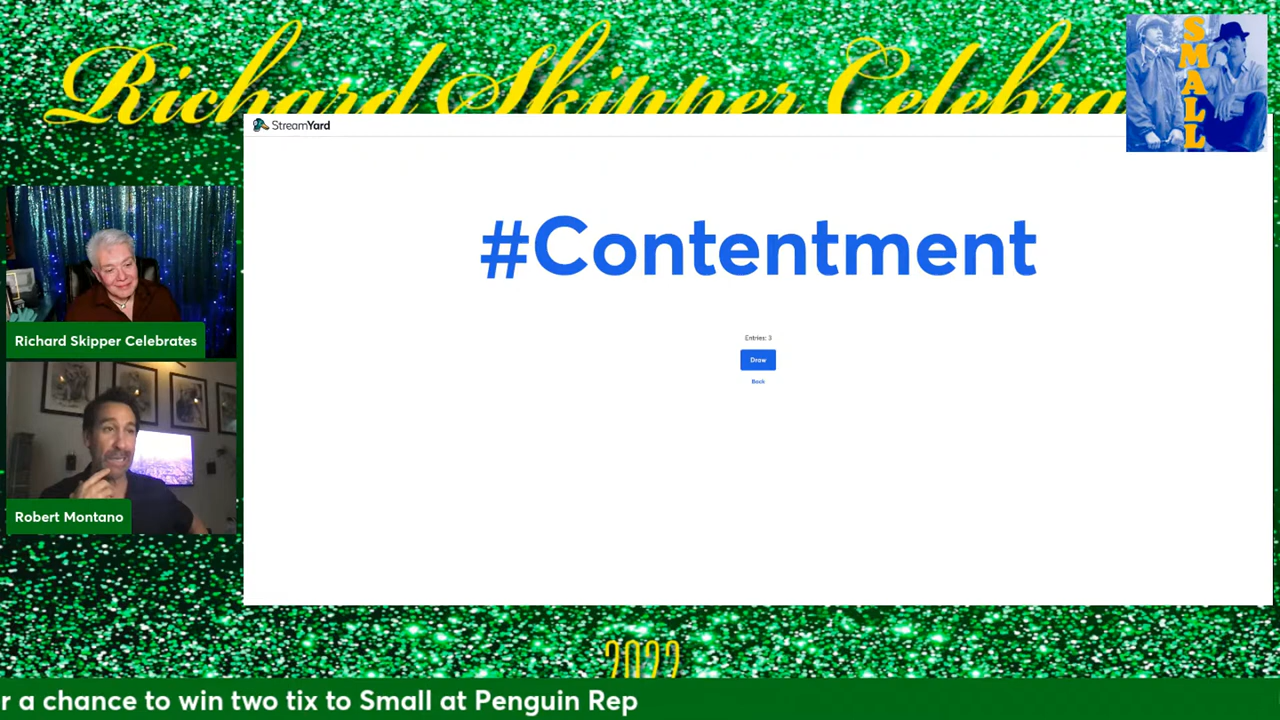 Richard Skipper Celebra
SMALL
StreamYard
#Contentment
Entries: 3
Draw
Back
Richard Skipper Celebrates
Robert Montano
2022
r a chance to win two tix to Small at Penguin Rep